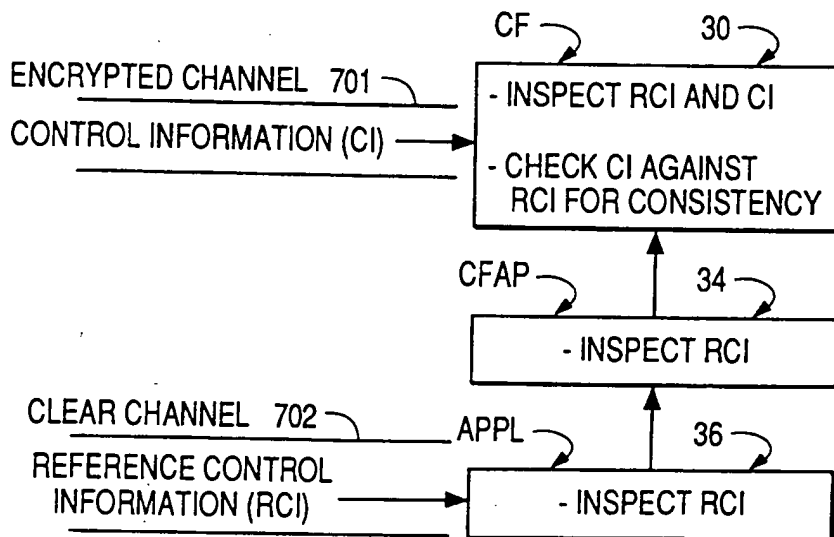 CF 30
ENCRYPTED CHANNEL 701
CONTROL INFORMATION (CI)
- INSPECT RCI AND CI
- CHECK CI AGAINST
RCI FOR CONSISTENCY
CFAP 34
- INSPECT RCI
CLEAR CHANNEL 702
APPL 36
REFERENCE CONTROL
INFORMATION (RCI)
- INSPECT RCI